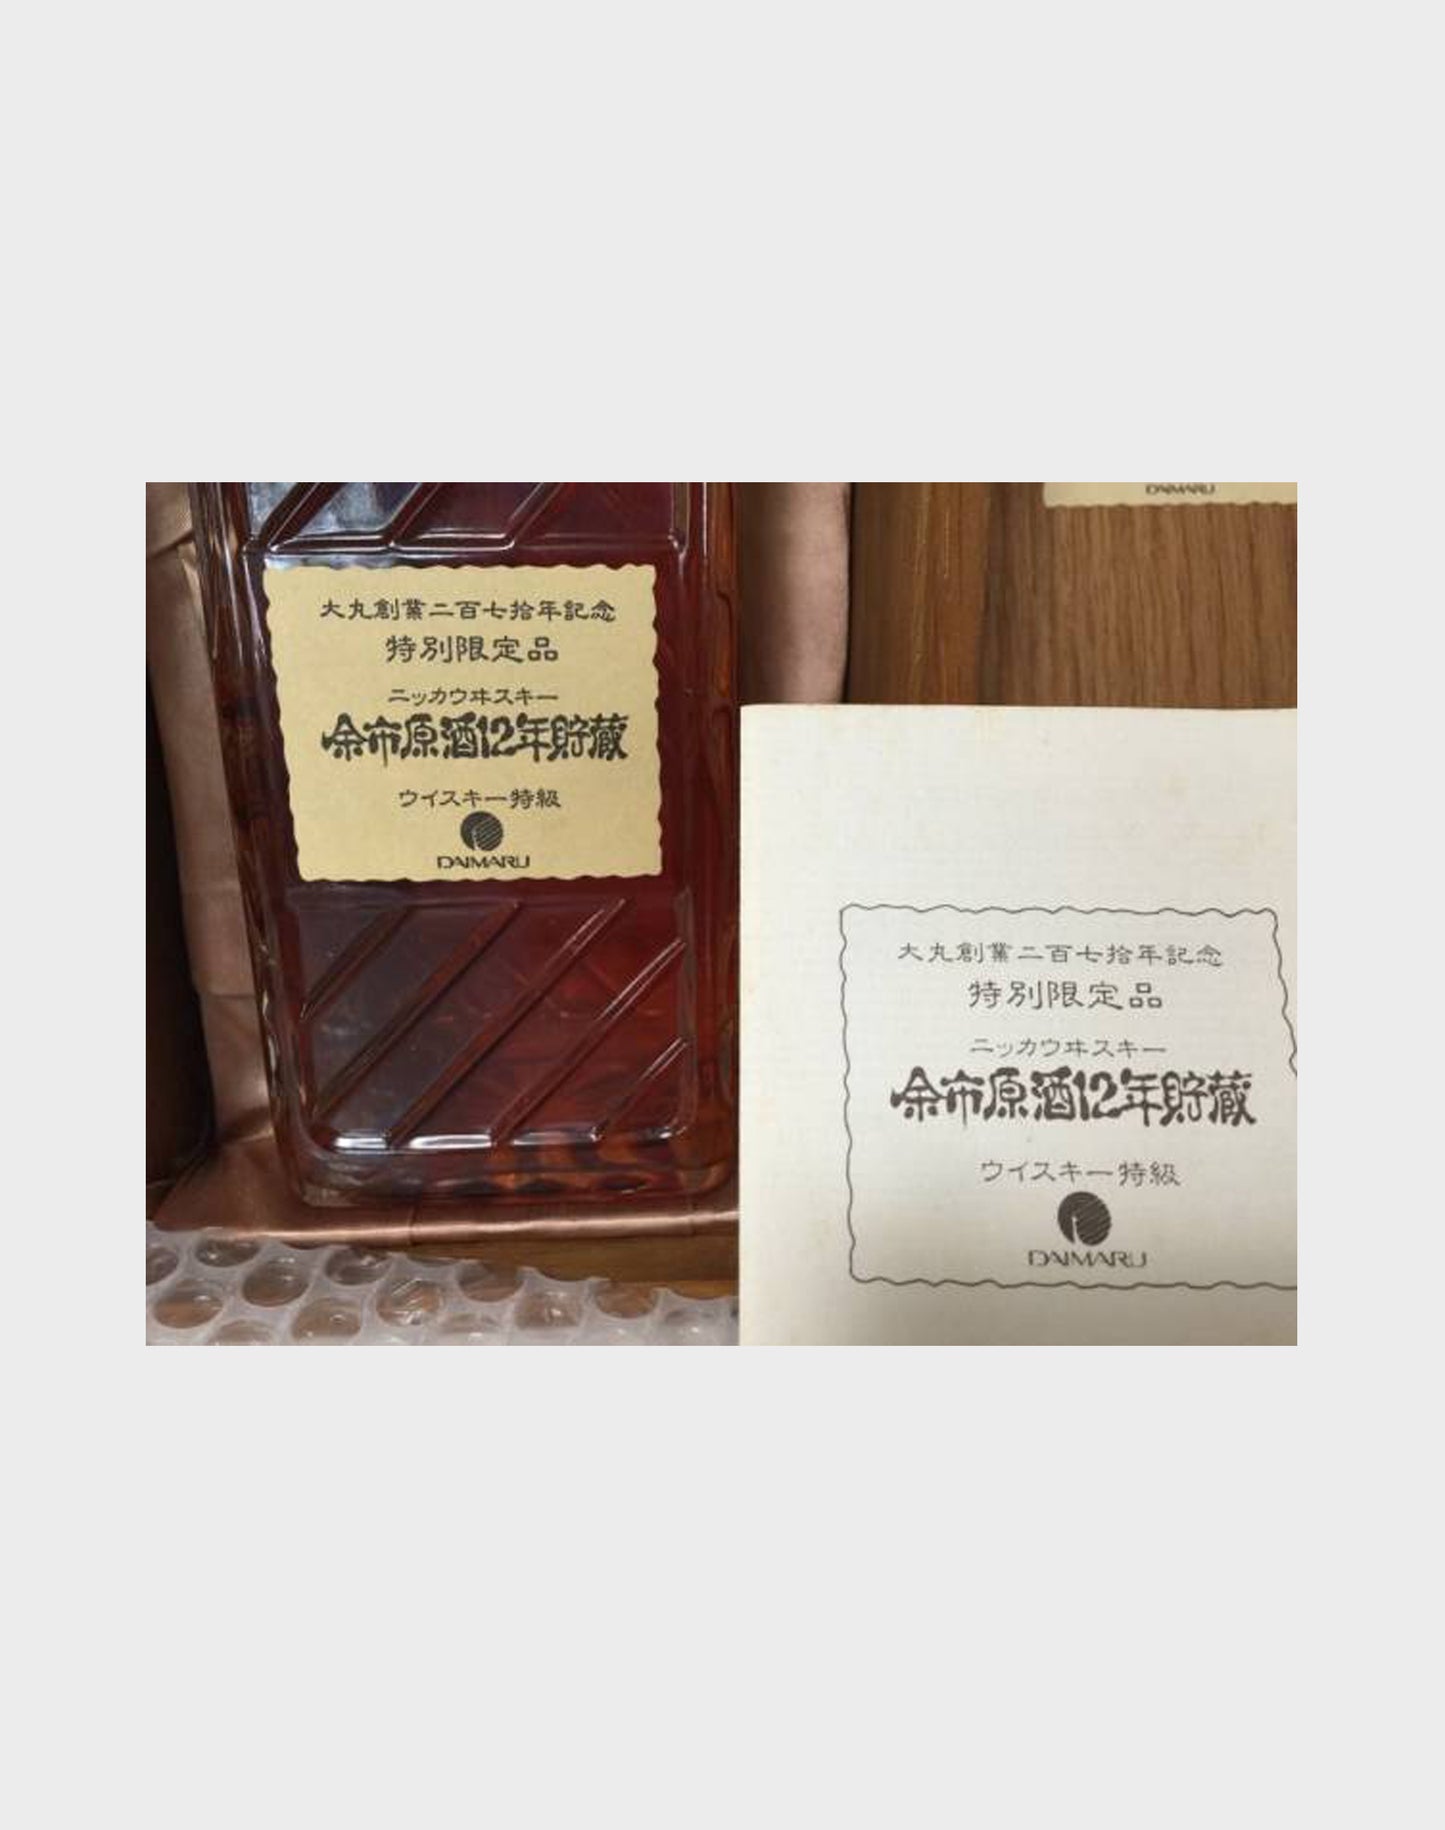 大丸創業二百七拾年記念
特別限定品
ニッカウヰスキー
余市原酒12年貯蔵
ウイスキー特級
DAIMARU
DAIMARU
大丸創業二百七拾年記念
特別限定品
ニッカウヰスキー
余市原酒12年貯蔵
ウイスキー特級
DAIMARU